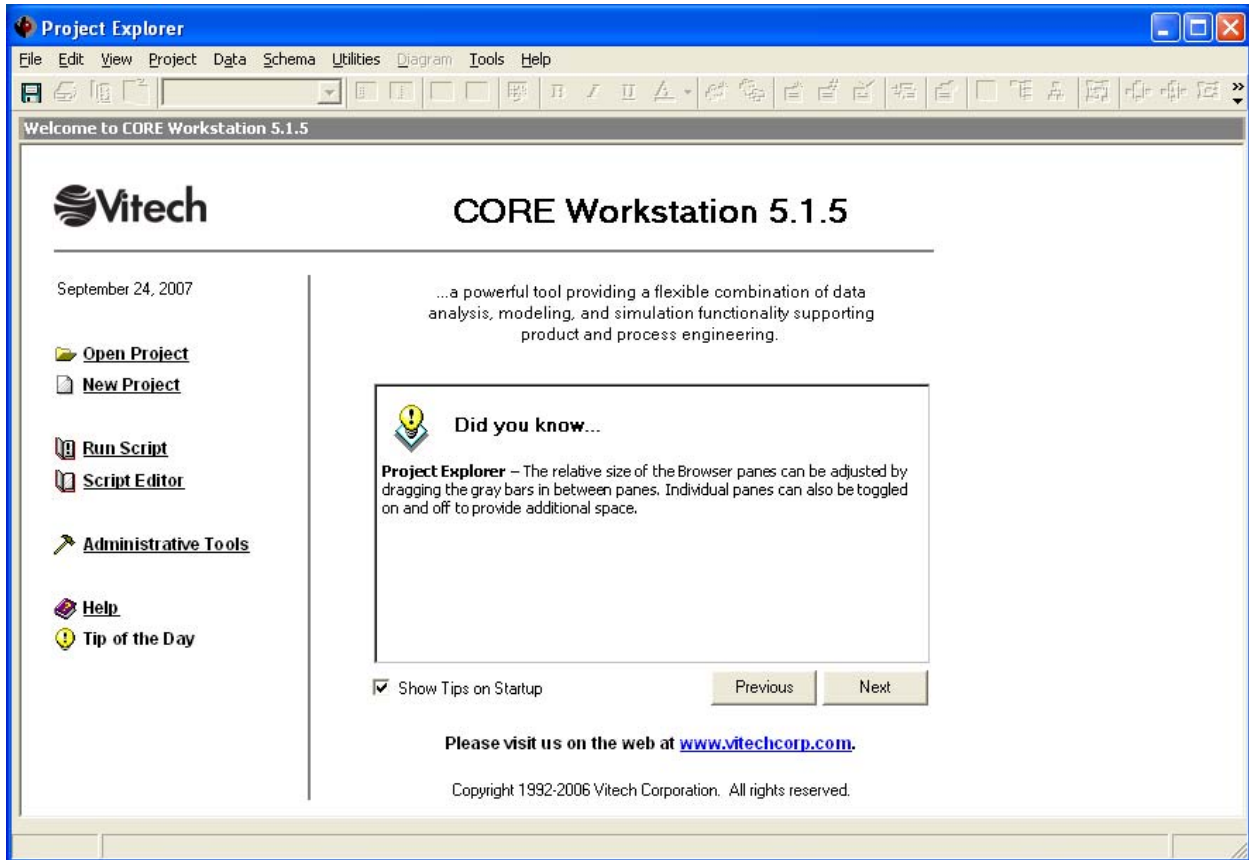 Project Explorer
File Edit View Project Data Schema Utilities Diagram Tools Help
B I U A
Welcome to CORE Workstation 5.1.5
Vitech
CORE Workstation 5.1.5
September 24, 2007
...a powerful tool providing a flexible combination of data
analysis, modeling, and simulation functionality supporting
product and process engineering.
Open Project
New Project
Run Script
Script Editor
Administrative Tools
Help
Tip of the Day
Did you know...
Project Explorer – The relative size of the Browser panes can be adjusted by
dragging the gray bars in between panes. Individual panes can also be toggled
on and off to provide additional space.
Show Tips on Startup
Previous
Next
Please visit us on the web at www.vitechcorp.com.
Copyright 1992-2006 Vitech Corporation. All rights reserved.